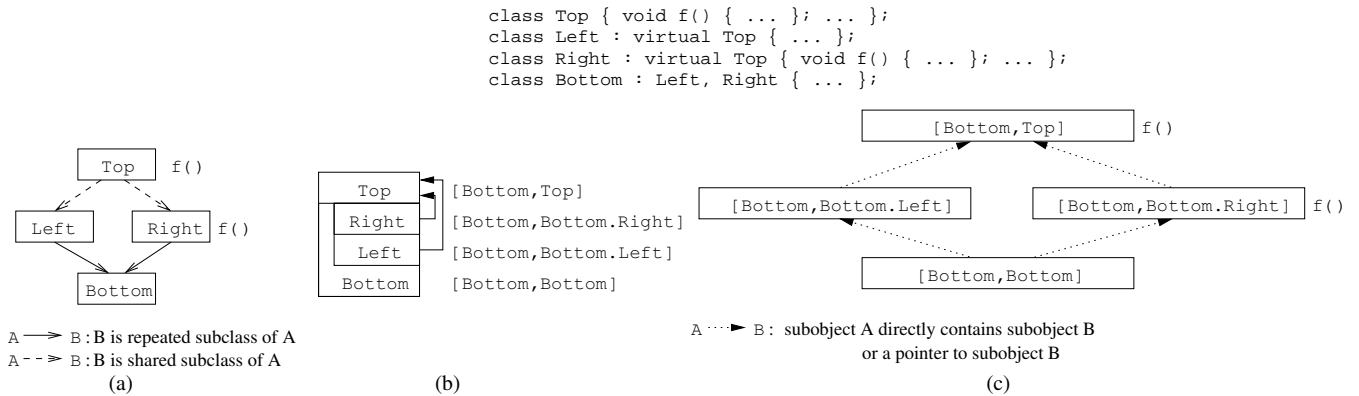 class Top { void f() { ... }; ... };
class Left : virtual Top { ... };
class Right : virtual Top { void f() { ... }; ... };
class Bottom : Left, Right { ... };
Top f()
Left Right f()
Bottom
A B : B is repeated subclass of A
A B : B is shared subclass of A
(a)
Top [Bottom,Top]
Right [Bottom,Bottom.Right]
Left [Bottom,Bottom.Left]
Bottom [Bottom,Bottom]
(b)
[Bottom,Top] f()
[Bottom,Bottom.Left] [Bottom,Bottom.Right] f()
[Bottom,Bottom]
A B : subobject A directly contains subobject B
or a pointer to subobject B
(c)